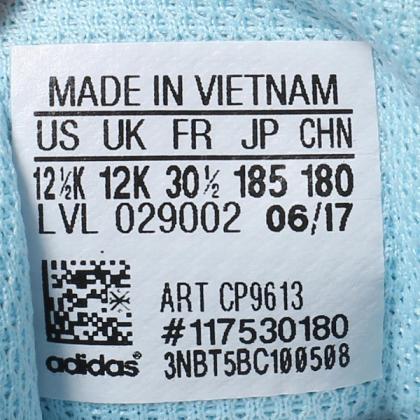 MADE IN VIETNAM
US UK FR JP CHN
12½K 12K 30½ 185 180
LVL 029002 06/17
ART CP9613
#117530180
adidas® 3NBT5BC100508